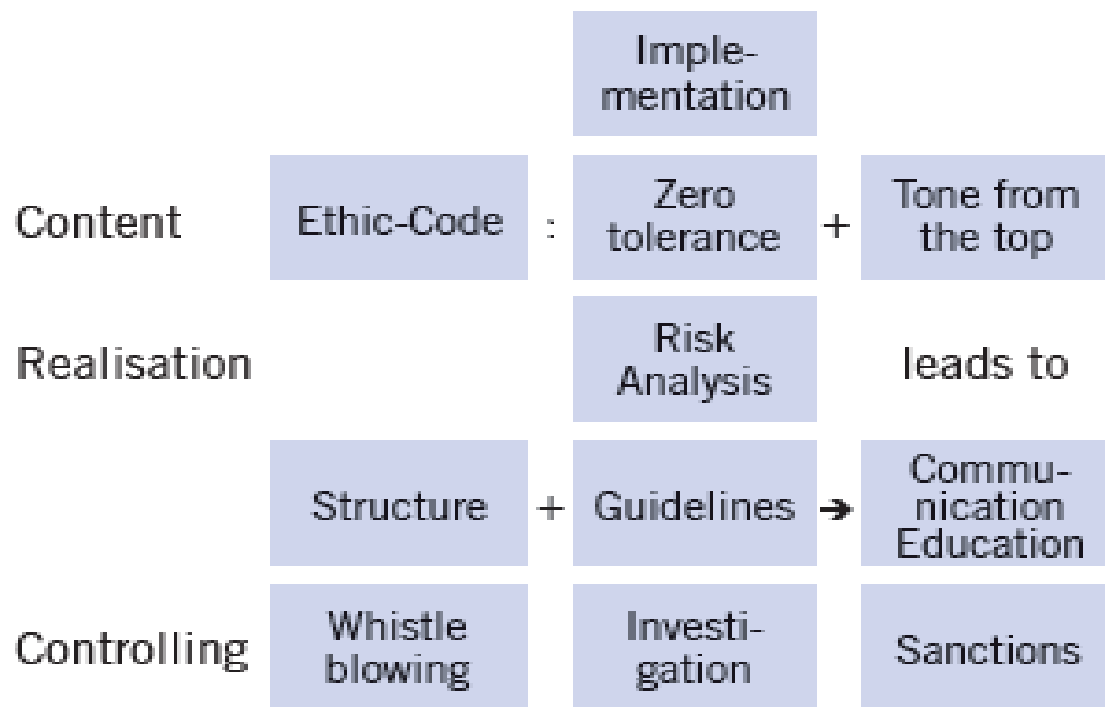 Imple-
mentation
Content
Ethic-Code
:
Zero
tolerance
+
Tone from
the top
Realisation
Risk
Analysis
leads to
Structure
+
Guidelines
➔
Commu-
nication
Education
Controlling
Whistle
blowing
Investi-
gation
Sanctions